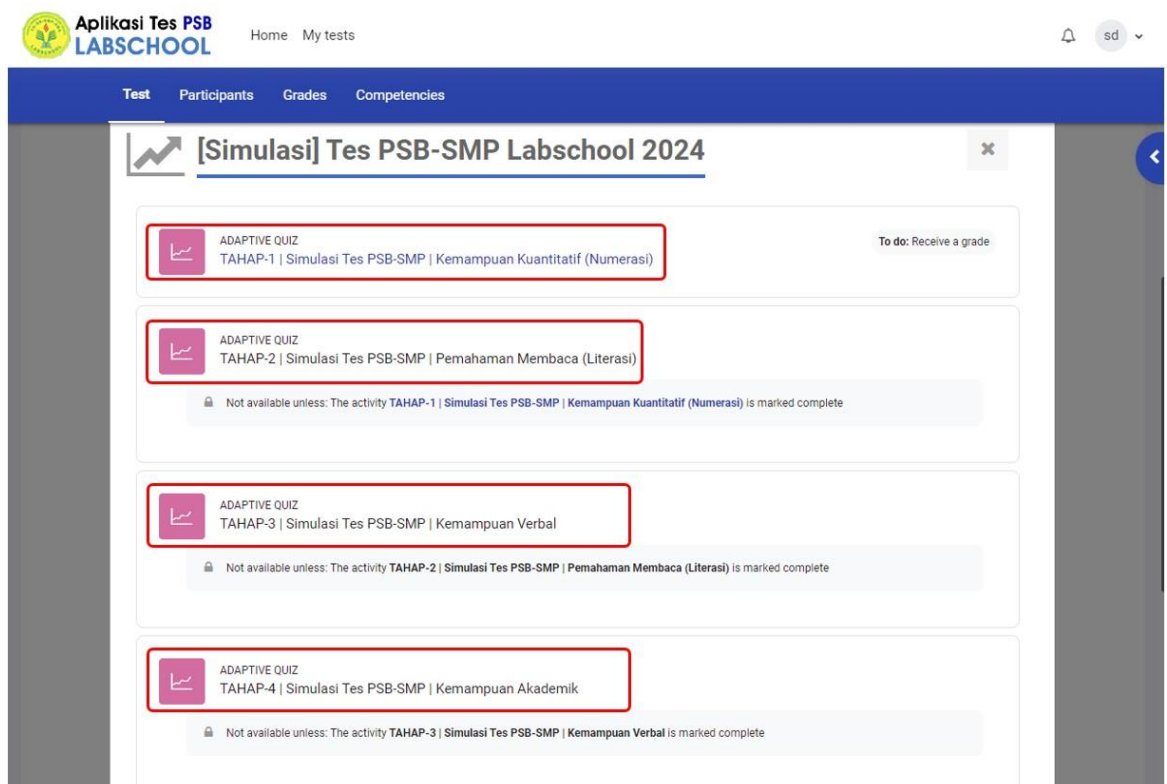 Aplikasi Tes PSB
LABSCHOOL
Home My tests
sd
Test Participants Grades Competencies
[Simulasi] Tes PSB-SMP Labschool 2024
ADAPTIVE QUIZ
TAHAP-1 | Simulasi Tes PSB-SMP | Kemampuan Kuantitatif (Numerasi)
To do: Receive a grade
ADAPTIVE QUIZ
TAHAP-2 | Simulasi Tes PSB-SMP | Pemahaman Membaca (Literasi)
Not available unless: The activity TAHAP-1 | Simulasi Tes PSB-SMP | Kemampuan Kuantitatif (Numerasi) is marked complete
ADAPTIVE QUIZ
TAHAP-3 | Simulasi Tes PSB-SMP | Kemampuan Verbal
Not available unless: The activity TAHAP-2 | Simulasi Tes PSB-SMP | Pemahaman Membaca (Literasi) is marked complete
ADAPTIVE QUIZ
TAHAP-4 | Simulasi Tes PSB-SMP | Kemampuan Akademik
Not available unless: The activity TAHAP-3 | Simulasi Tes PSB-SMP | Kemampuan Verbal is marked complete